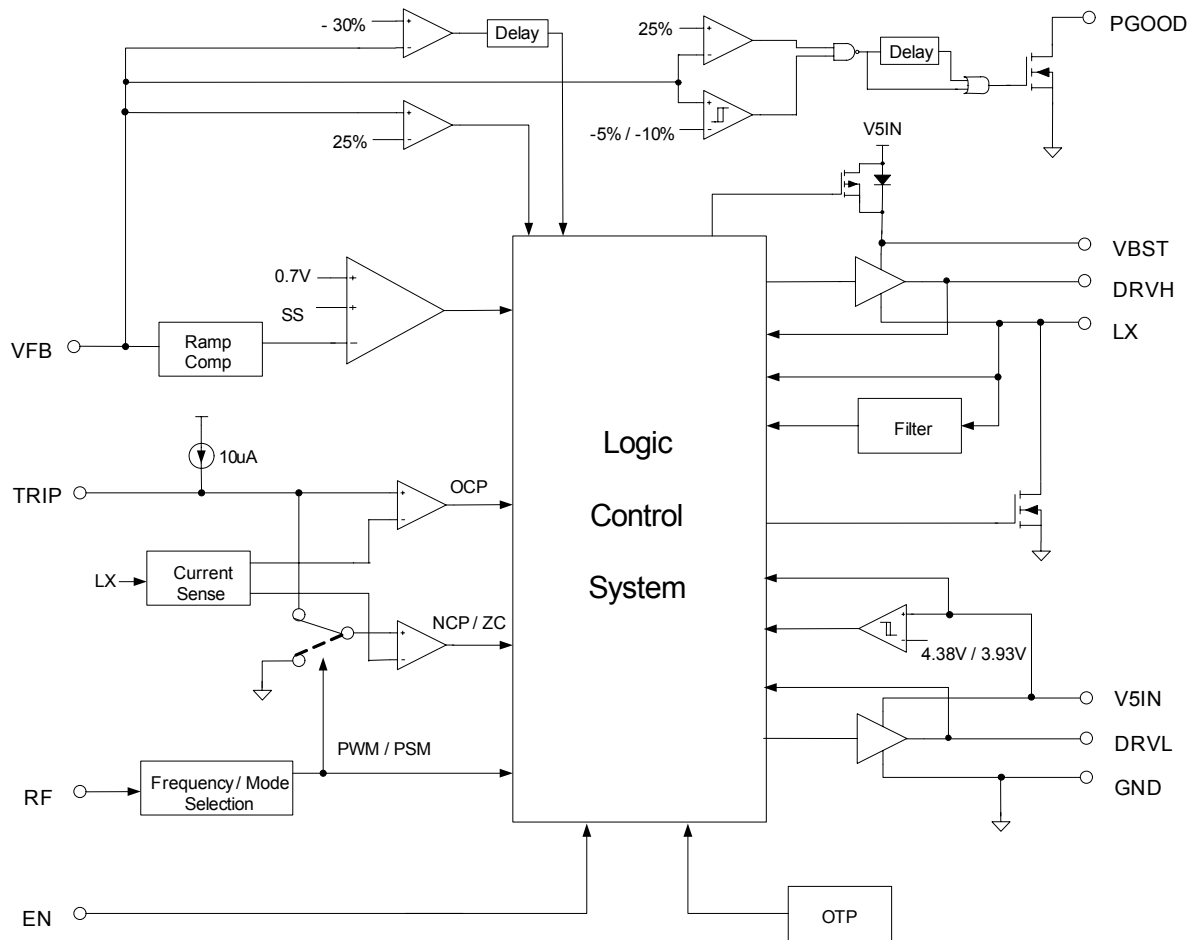 - 30%
Delay
25%
Delay
PGOOD
25%
-5% / -10%
V5IN
VBST
0.7V
DRVH
SS
LX
VFB
Ramp
Comp
Filter
Logic
Control
System
10uA
TRIP
OCP
LX
Current
Sense
NCP / ZC
4.38V / 3.93V
V5IN
PWM / PSM
DRVL
RF
Frequency / Mode
Selection
GND
EN
OTP